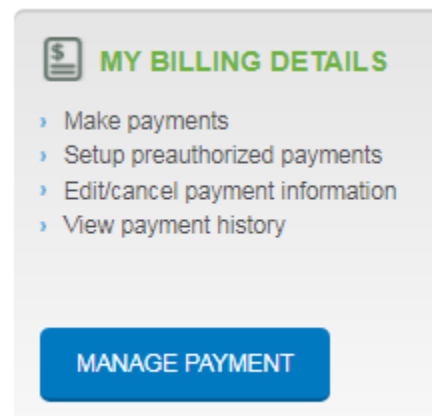 $
MY BILLING DETAILS
› Make payments
› Setup preauthorized payments
› Edit/cancel payment information
› View payment history
MANAGE PAYMENT